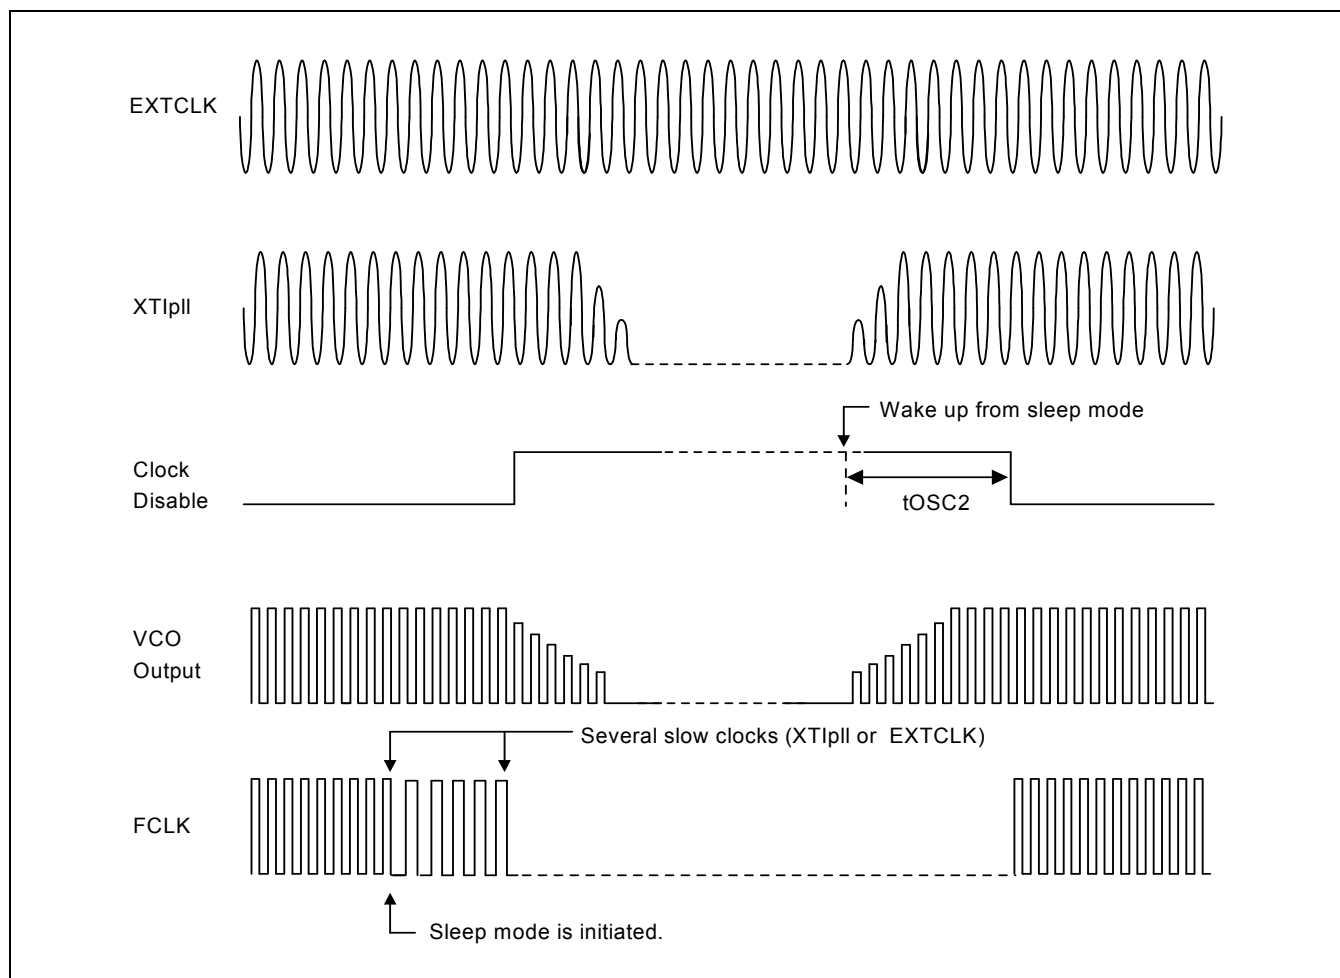 EXTCLK
XTIpll
Wake up from sleep mode
Clock
Disable
tOSC2
VCO
Output
Several slow clocks (XTIpll or EXTCLK)
FCLK
Sleep mode is initiated.